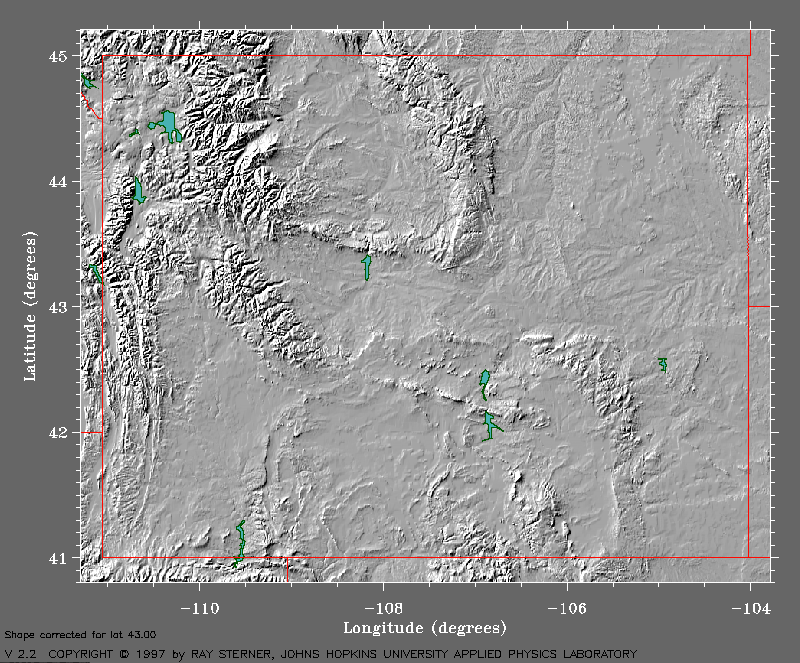 45
44
43
42
41
Latitude (degrees)
-110 -108 -106 -104
Longitude (degrees)
Shape corrected for lat 43.00
V 2.2 COPYRIGHT © 1997 by RAY STERNER, JOHNS HOPKINS UNIVERSITY APPLIED PHYSICS LABORATORY